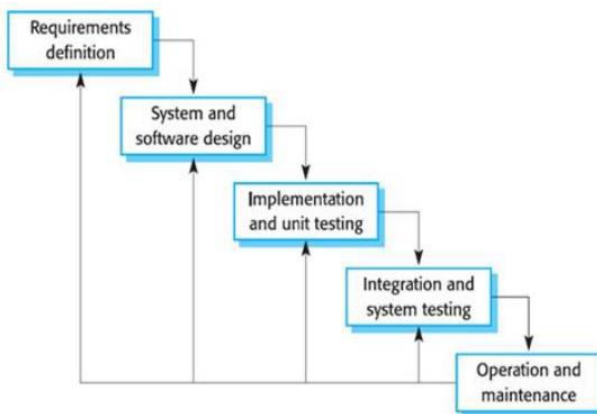 Requirements
definition
System and
software design
Implementation
and unit testing
Integration and
system testing
Operation and
maintenance